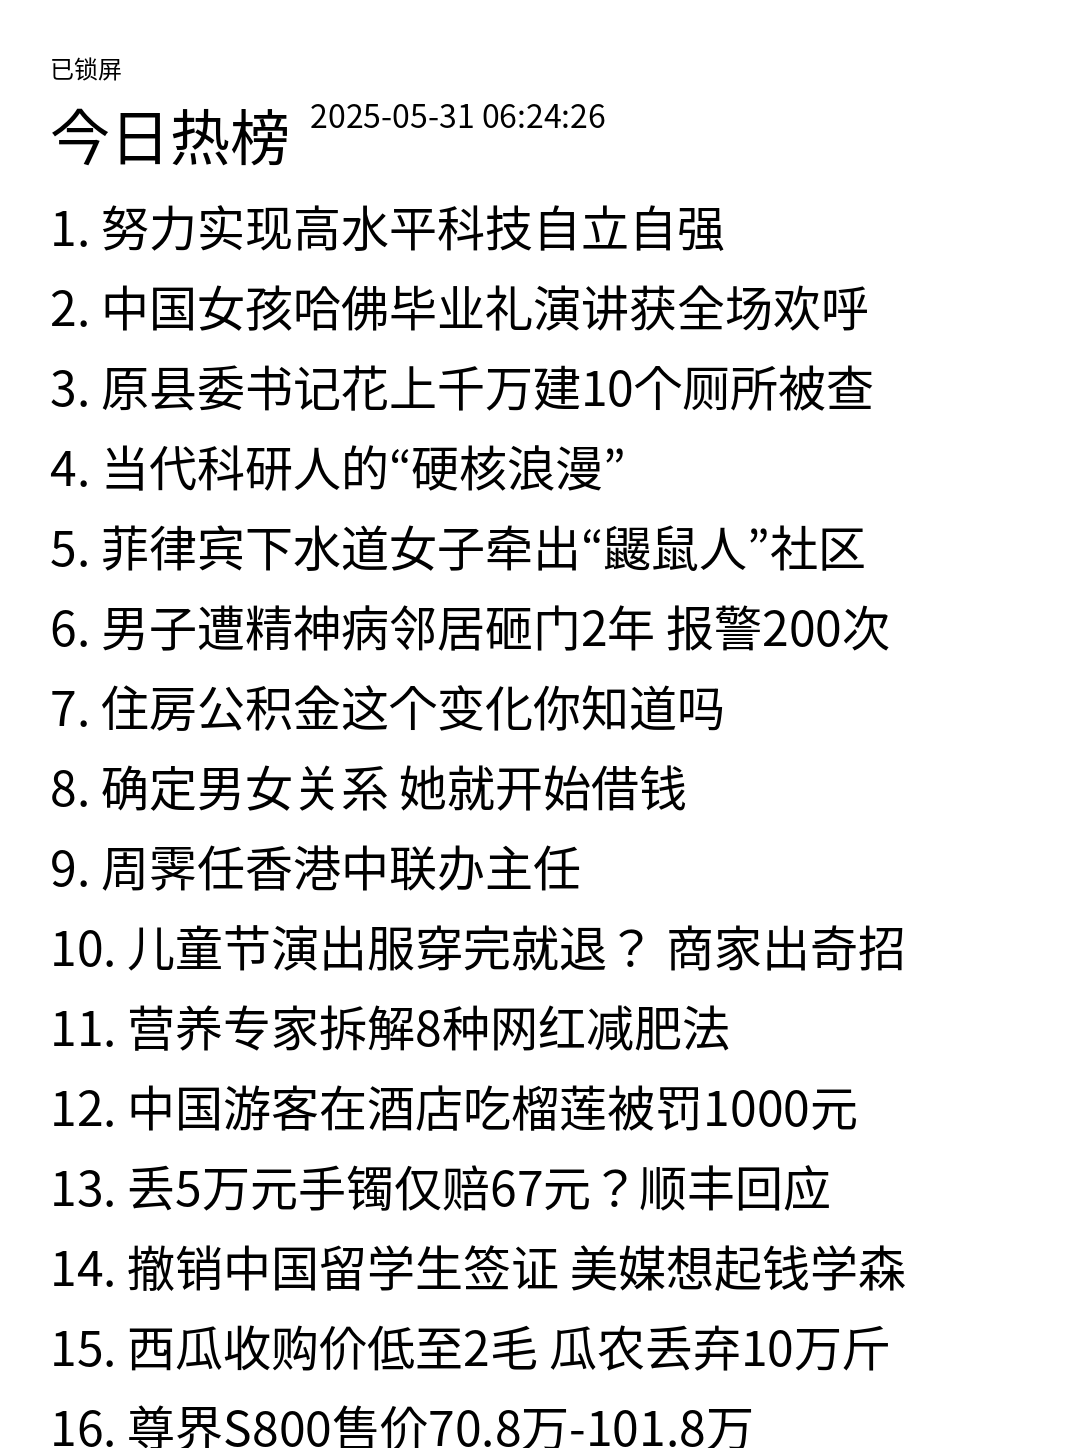 已锁屏
今日热榜 2025-05-31 06:24:26
1. 努力实现高水平科技自立自强
2. 中国女孩哈佛毕业礼演讲获全场欢呼
3. 原县委书记花上千万建10个厕所被查
4. 当代科研人的“硬核浪漫”
5. 菲律宾下水道女子牵出“鼹鼠人”社区
6. 男子遭精神病邻居砸门2年 报警200次
7. 住房公积金这个变化你知道吗
8. 确定男女关系 她就开始借钱
9. 周霁任香港中联办主任
10. 儿童节演出服穿完就退？ 商家出奇招
11. 营养专家拆解8种网红减肥法
12. 中国游客在酒店吃榴莲被罚1000元
13. 丢5万元手镯仅赔67元？顺丰回应
14. 撤销中国留学生签证 美媒想起钱学森
15. 西瓜收购价低至2毛 瓜农丢弃10万斤
16. 尊界S800售价70.8万-101.8万